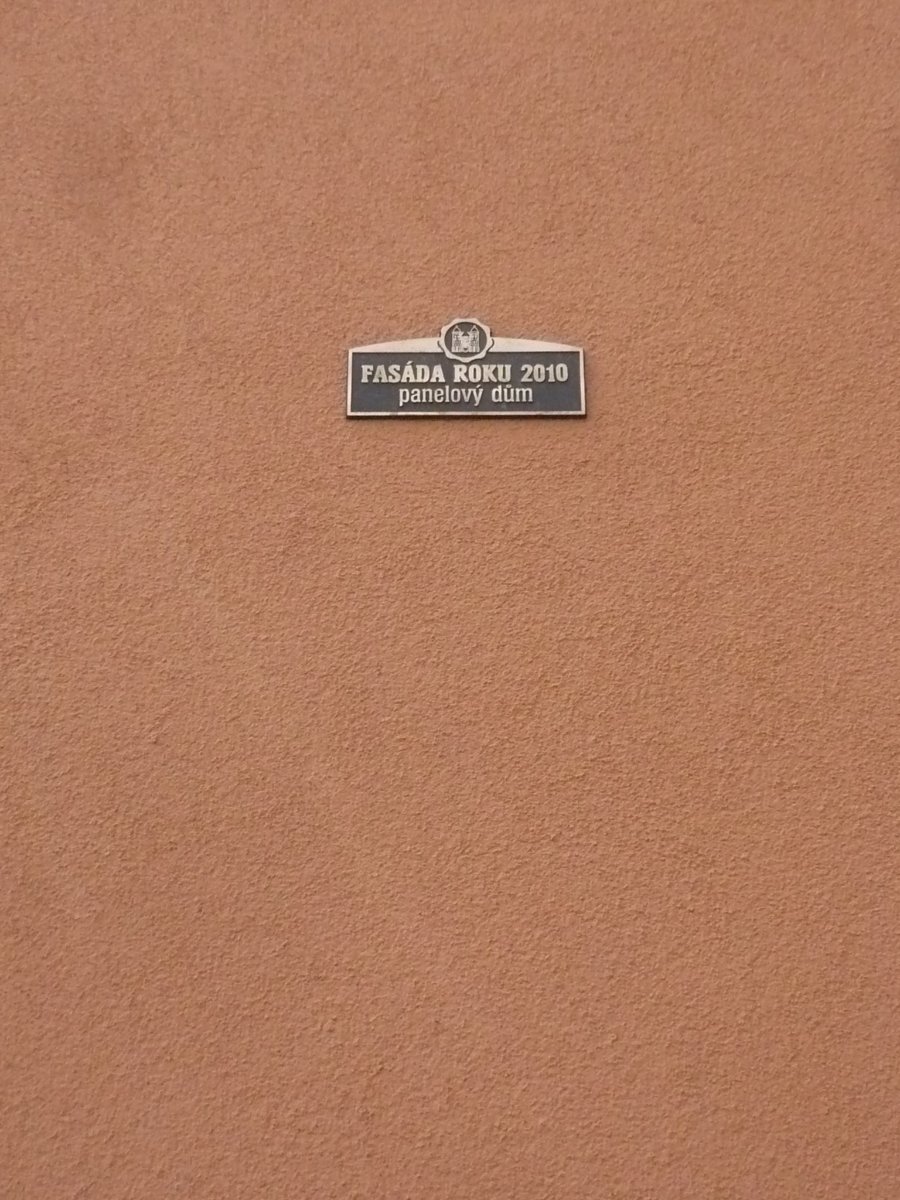 FASÁDA ROKU 2010
panelový dům